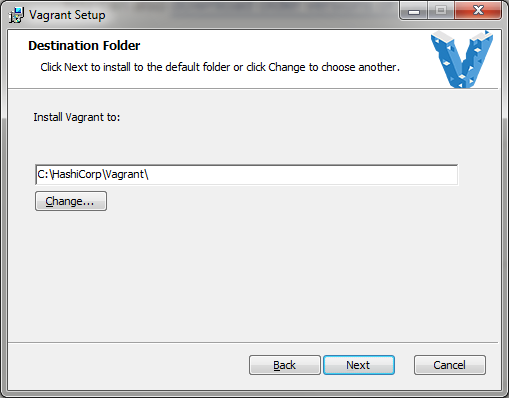 Vagrant Setup
Destination Folder
Click Next to install to the default folder or click Change to choose another.
Install Vagrant to:
C:\HashiCorp\Vagrant\
Change...
Back
Next
Cancel